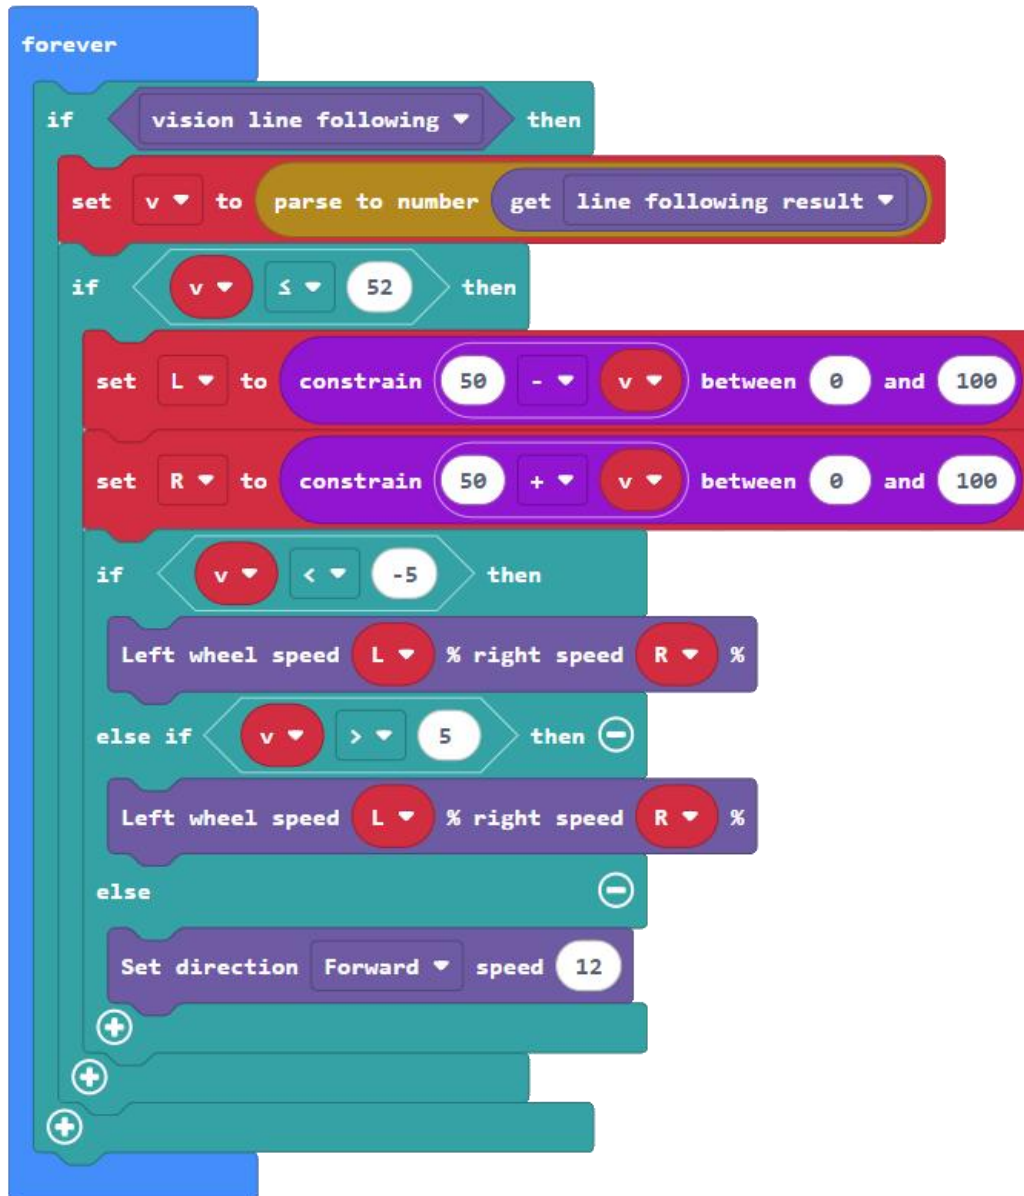 forever
if vision line following then
set v to parse to number get line following result
if v ≤ 52 then
set L to constrain 50 - v between 0 and 100
set R to constrain 50 + v between 0 and 100
if v < -5 then
Left wheel speed L % right speed R %
else if v > 5 then
Left wheel speed L % right speed R %
else
Set direction Forward speed 12